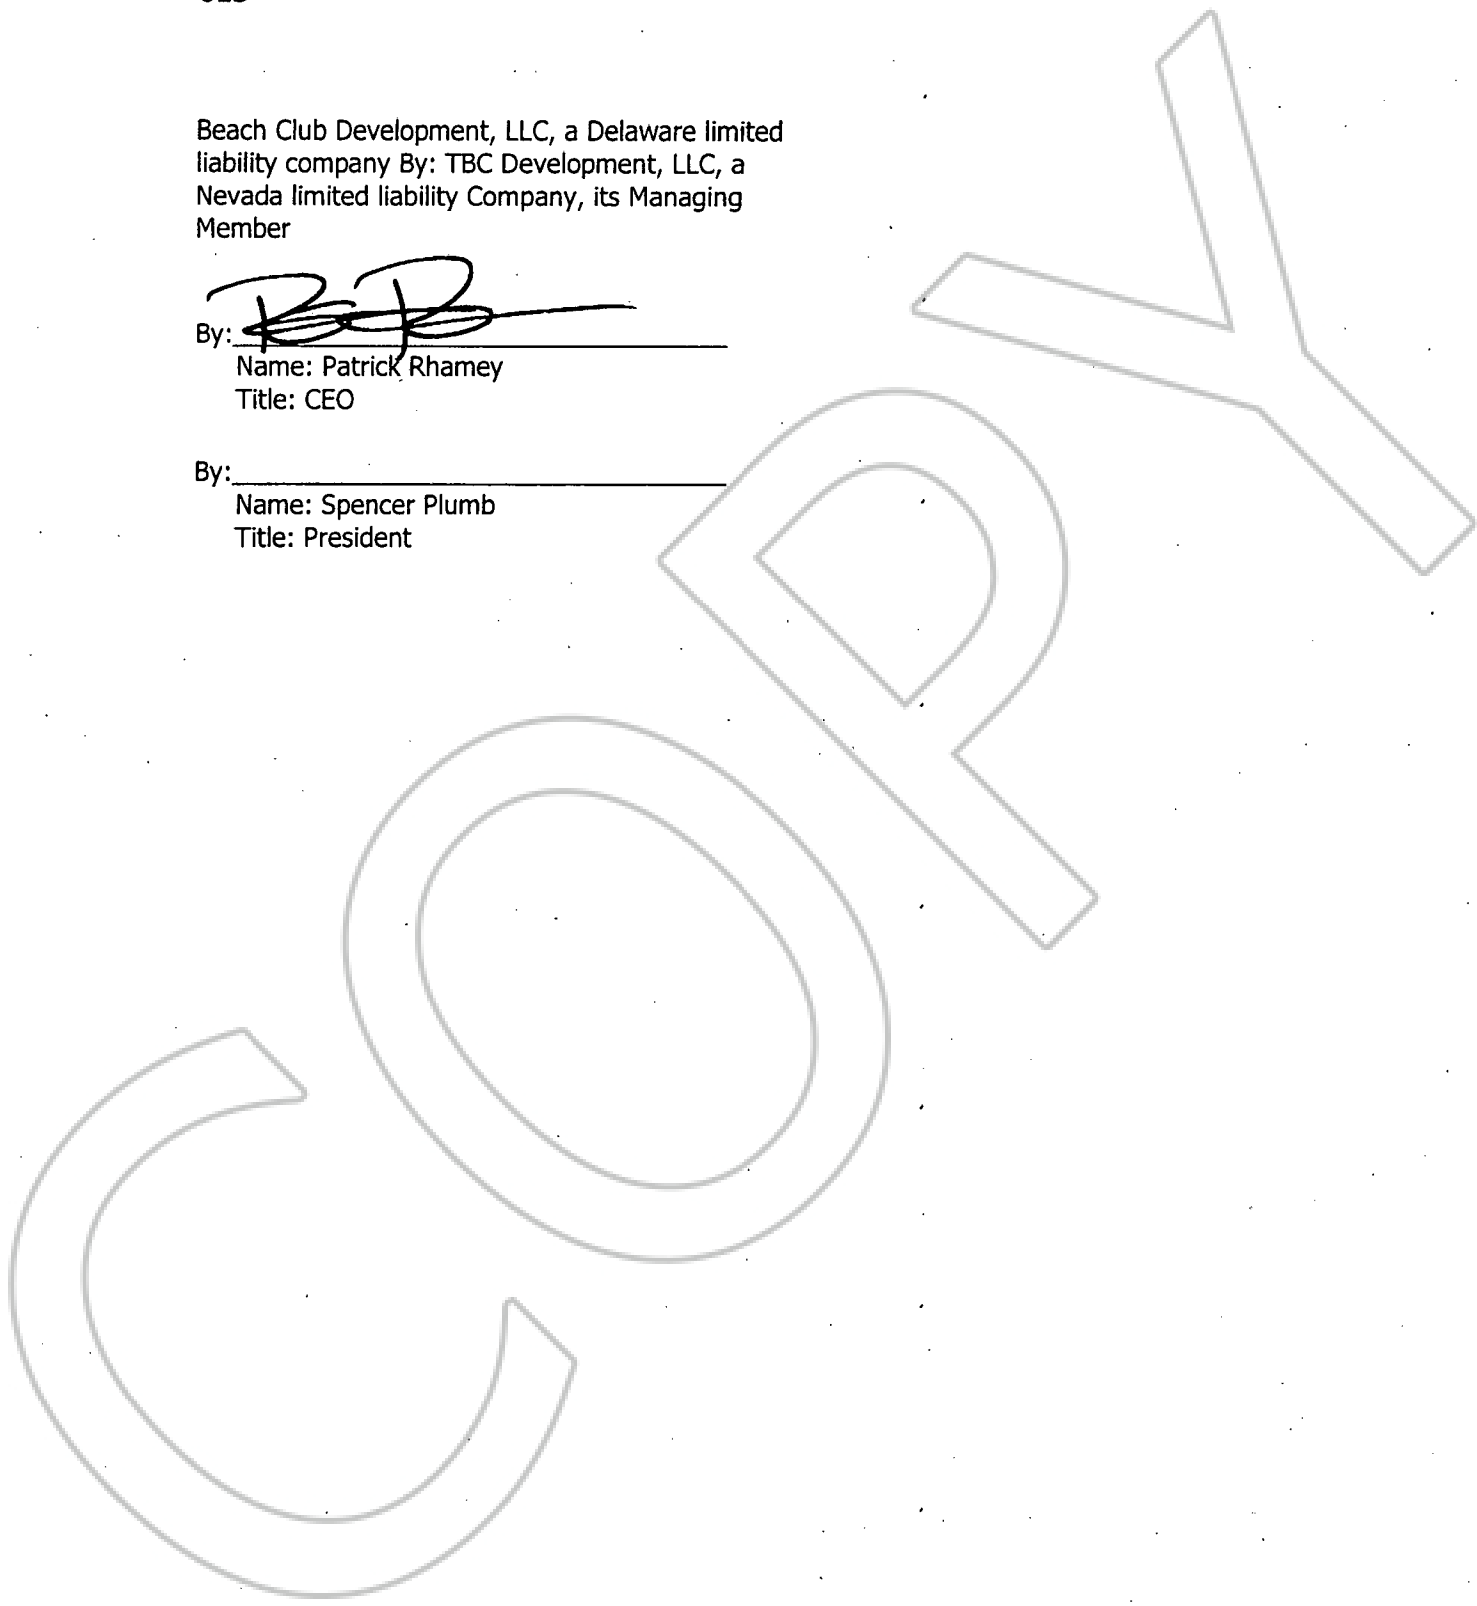 Beach Club Development, LLC, a Delaware limited
liability company By: TBC Development, LLC, a
Nevada limited liability Company, its Managing
Member
By:
Name: Patrick Rhamey
Title: CEO
By:
Name: Spencer Plumb
Title: President
COPY